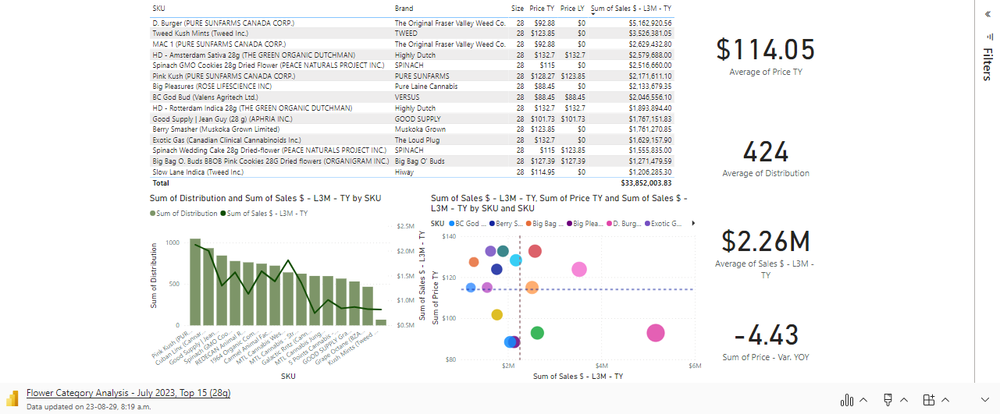 SKU Brand Size Price TY Price LY Sum of Sales $ - L3M - TY
D. Burger (PURE SUNFARMS CANADA CORP.) The Original Fraser Valley Weed Co. 28 $92.88 $0 $5,162,920.56
Tweed Kush Mints (Tweed Inc.) TWEED 28 $123.85 $0 $3,526,381.05
MAC 1 (PURE SUNFARMS CANADA CORP.) The Original Fraser Valley Weed Co. 28 $92.88 $0 $2,629,432.80
HD - Amsterdam Sativa 28g (THE GREEN ORGANIC DUTCHMAN) Highly Dutch 28 $132.7 $132.7 $2,579,688.00
Spinach GMO Cookies 28g Dried Flower (PEACE NATURALS PROJECT INC.) SPINACH 28 $115 $0 $2,516,660.00
Pink Kush (PURE SUNFARMS CANADA CORP.) PURE SUNFARMS 28 $128.27 $123.85 $2,171,611.10
Big Pleasures (ROSE LIFESCIENCE INC) Pure Laine Cannabis 28 $88.45 $0 $2,133,679.35
BC God Bud (Valens Agritech Ltd.) VERSUS 28 $88.45 $88.45 $2,046,556.10
HD - Rotterdam Indica 28g (THE GREEN ORGANIC DUTCHMAN) Highly Dutch 28 $132.7 $132.7 $1,893,894.40
Good Supply | Jean Guy (28 g) (APHRIA INC.) GOOD SUPPLY 28 $101.73 $101.73 $1,767,151.83
Berry Smasher (Muskoka Grown Limited) Muskoka Grown 28 $123.85 $0 $1,761,270.85
Exotic Gas (Canadian Clinical Cannabinoids Inc.) The Loud Plug 28 $132.7 $0 $1,629,157.90
Spinach Wedding Cake 28g Dried-flower (PEACE NATURALS PROJECT INC.) SPINACH 28 $115 $123.85 $1,555,835.00
Big Bag O. Buds BBOB Pink Cookies 28G Dried flowers (ORGANIGRAM INC.) Big Bag O' Buds 28 $127.39 $127.39 $1,271,479.59
Slow Lane Indica (Tweed Inc.) Hiway 28 $114.95 $0 $1,206,285.30
Total $33,852,003.83
$114.05
Average of Price TY
424
Average of Distribution
$2.26M
Average of Sales $ - L3M -
TY
-4.43
Sum of Price - Var. YOY
Filters
Sum of Distribution and Sum of Sales $ - L3M - TY by SKU
Sum of Distribution Sum of Sales $ - L3M - TY
Sum of Distribution
1000
500
0
$2.5M
$2.0M
$1.5M
$1.0M
$0.5M
Sum of Sales $ - L3M - TY
Pink Kush (PUR...
Cuban Linx (Cannar...
Good Supply | Jean...
Spinach GMO Coo...
REDECAN Animal R...
1964 Organic Com...
Carmel Animal Fac...
MTL Cannabis Wes...
MTL Cannabis - Str...
Galactic Rntz (Cann...
MTL Cannabis Jung...
5 Points Cannabis -...
GOOD SUPPLY Gra...
Grape Octane (BZA...
Kush Mints (Tweed ...
SKU
Sum of Sales $ - L3M - TY, Sum of Price TY and Sum of Sales $ -
L3M - TY by SKU and SKU
SKU BC God ... Berry S... Big Bag ... Big Plea... D. Burg... Exotic G...
Sum of Price TY
$140
$120
$100
$80
$2M $4M $6M
Sum of Sales $ - L3M - TY
Flower Category Analysis - July 2023, Top 15 (28g)
Data updated on 23-08-29, 8:19 a.m.